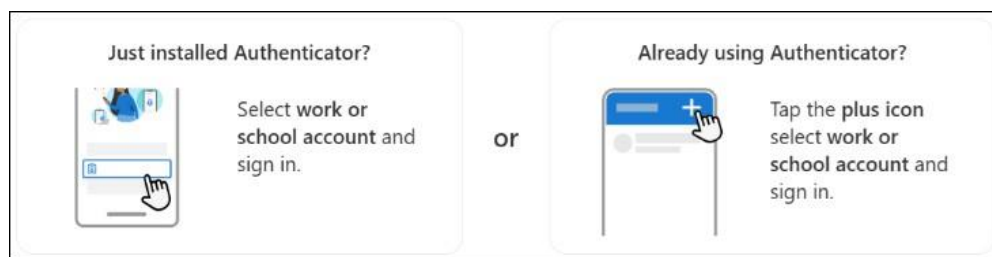 Just installed Authenticator?
Select work or
school account and
sign in.
or
Already using Authenticator?
Tap the plus icon
select work or
school account and
sign in.